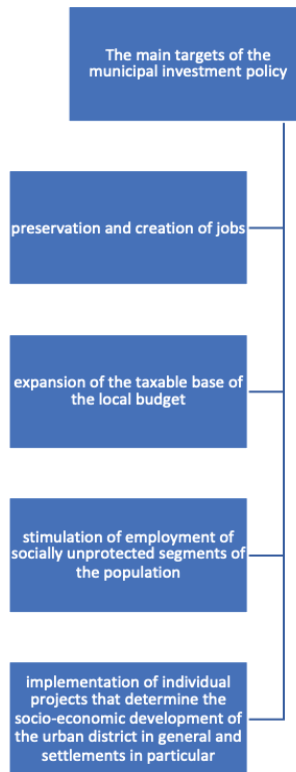 The main targets of the
municipal investment policy
preservation and creation of jobs
expansion of the taxable base of
the local budget
stimulation of employment of
socially unprotected segments of
the population
implementation of individual
projects that determine the
socio-economic development of
the urban district in general and
settlements in particular